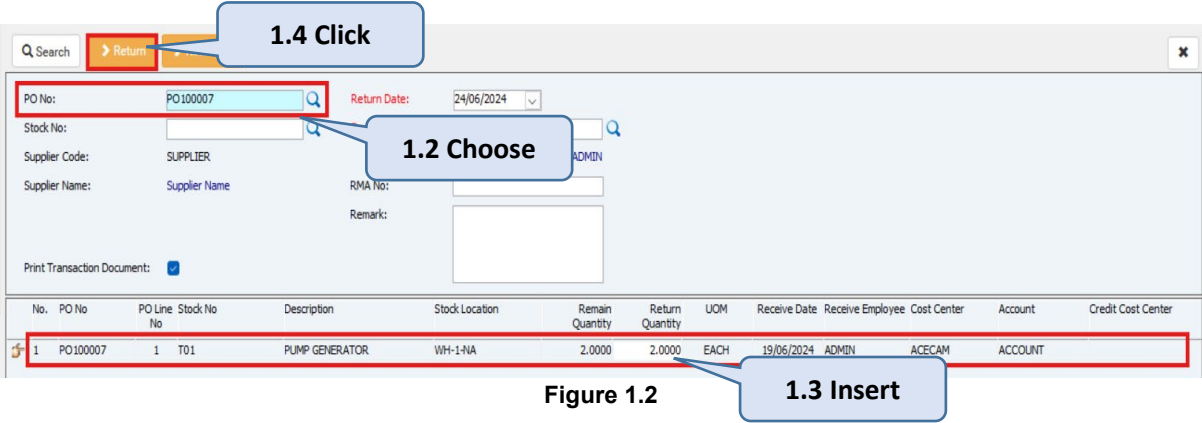 1.4 Click
Search
Return
PO No:
PO100007
Return Date:
24/06/2024
Stock No:
1.2 Choose
Supplier Code:
SUPPLIER
ADMIN
Supplier Name:
Supplier Name
RMA No:
Remark:
Print Transaction Document:
No. PO No PO Line No Stock No Description Stock Location Remain Quantity Return Quantity UOM Receive Date Receive Employee Cost Center Account Credit Cost Center
1 PO100007 1 T01 PUMP GENERATOR WH-1-NA 2.0000 2.0000 EACH 19/06/2024 ADMIN ACECAM ACCOUNT
Figure 1.2
1.3 Insert